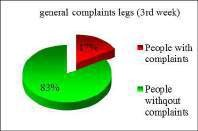 general complaints legs (3rd week)
17%
People with
complaints
83%
People
withqout
complaints